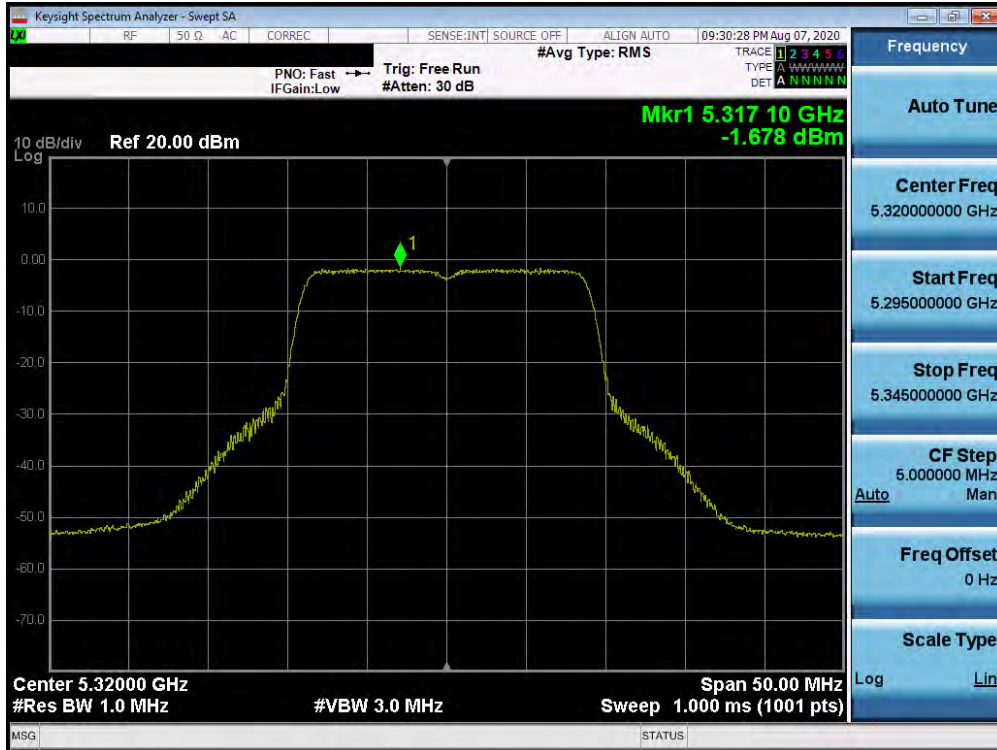 Keysight Spectrum Analyzer - Swept SA
LXI RF 50 Ω AC CORREC SENSE:INT SOURCE OFF ALIGN AUTO 09:30:28 PM Aug 07, 2020
#Avg Type: RMS TRACE 1 2 3 4 5 6
PNO: Fast Trig: Free Run TYPE A WWWWW
IFGain:Low #Atten: 30 dB DET A N N N N N
Mkr1 5.317 10 GHz
-1.678 dBm
10 dB/div Ref 20.00 dBm
Log
10.0
0.00
-10.0
-20.0
-30.0
-40.0
-50.0
-60.0
-70.0
1
Center 5.32000 GHz Span 50.00 MHz
#Res BW 1.0 MHz #VBW 3.0 MHz Sweep 1.000 ms (1001 pts)
MSG STATUS
Frequency
Auto Tune
Center Freq
5.320000000 GHz
Start Freq
5.295000000 GHz
Stop Freq
5.345000000 GHz
CF Step
5.000000 MHz
Auto Man
Freq Offset
0 Hz
Scale Type
Log Lin